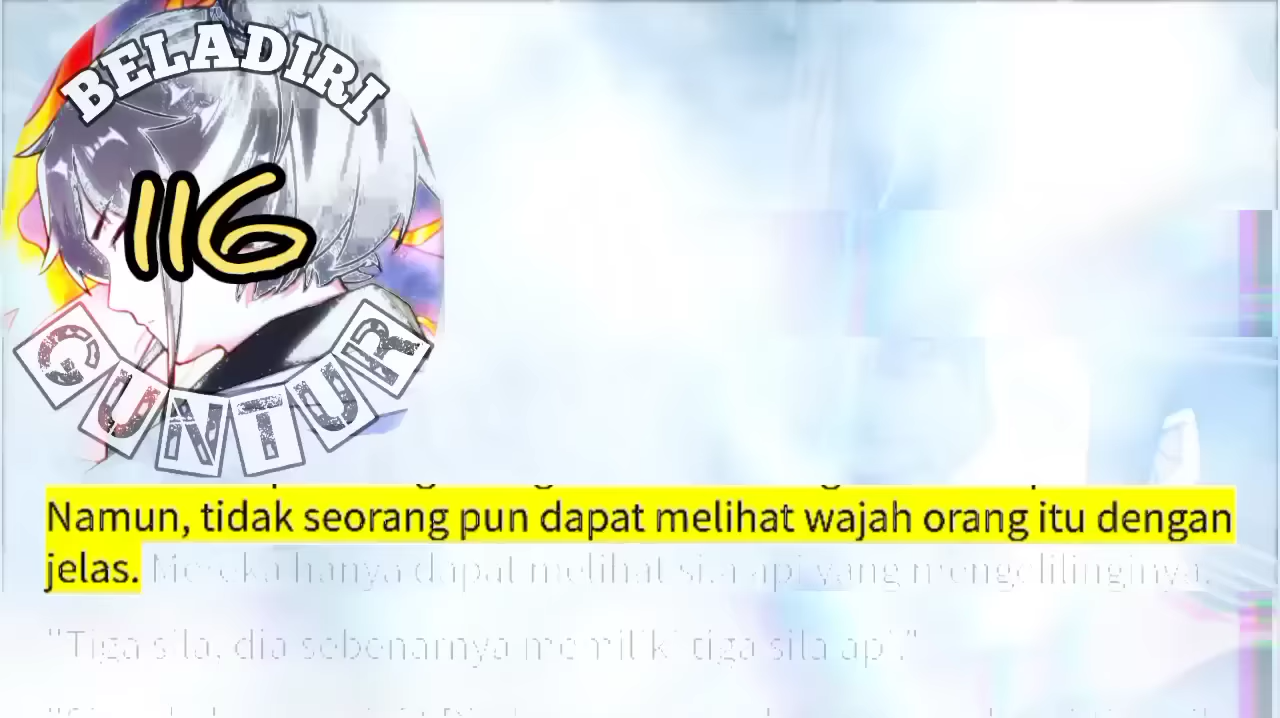 BELADIRI
116
GUNTUR
Namun, tidak seorang pun dapat melihat wajah orang itu dengan
jelas. Mereka hanya dapat melihat sila api yang mengelilinginya.
"Tiga sila, dia sebenarnya memiliki tiga sila api."